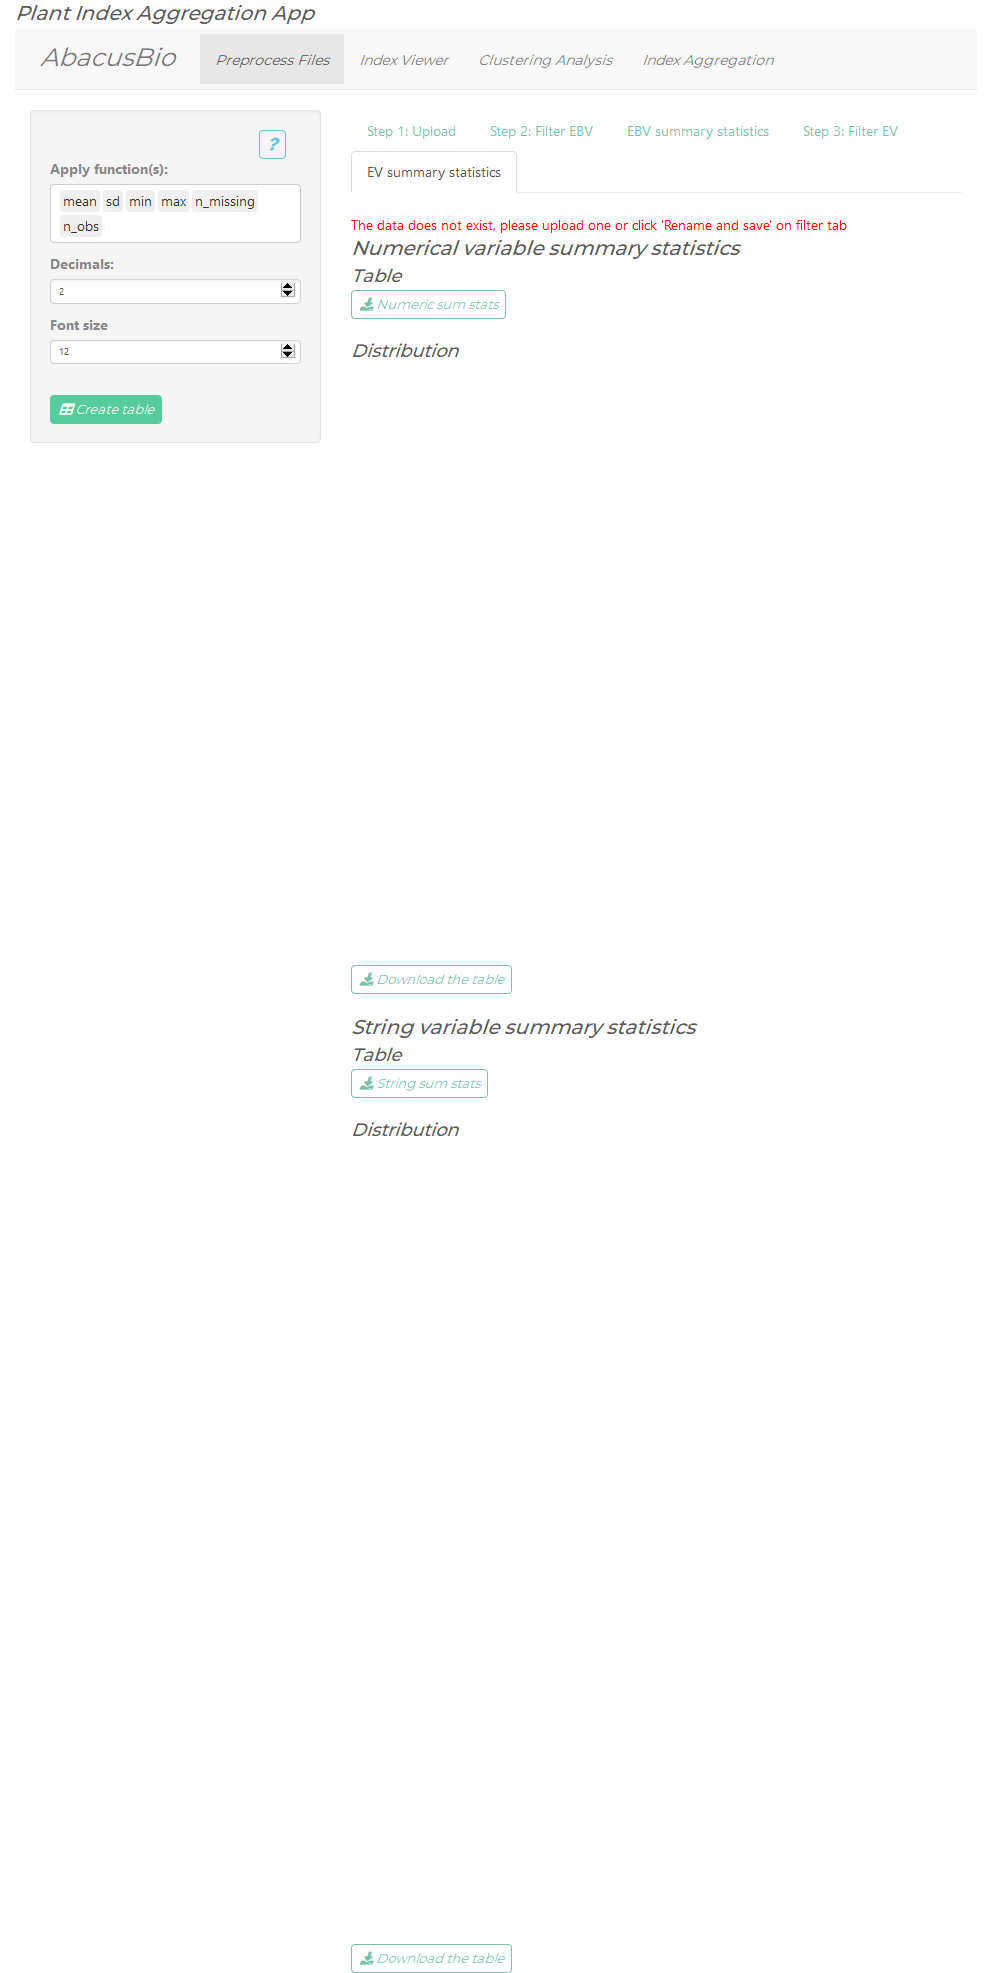 Plant Index Aggregation App
AbacusBio
Preprocess Files
Index Viewer
Clustering Analysis
Index Aggregation
?
Apply function(s):
mean sd min max n_missing
n_obs
Decimals:
2
Font size
12
Create table
Step 1: Upload
Step 2: Filter EBV
EBV summary statistics
Step 3: Filter EV
EV summary statistics
The data does not exist, please upload one or click 'Rename and save' on filter tab
Numerical variable summary statistics
Table
Numeric sum stats
Distribution
Download the table
String variable summary statistics
Table
String sum stats
Distribution
Download the table